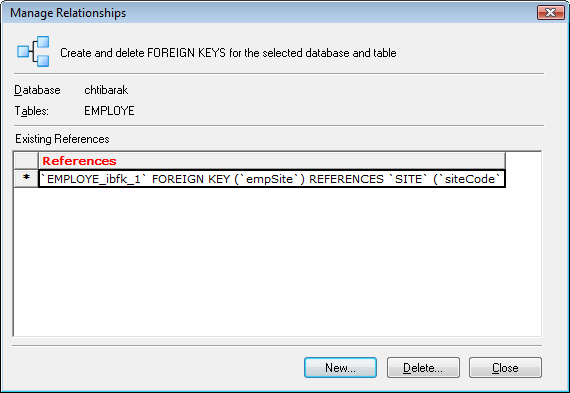 Manage Relationships
Create and delete FOREIGN KEYS for the selected database and table
Database chtibarak
Tables: EMPLOYE
Existing References
References
* `EMPLOYE_ibfk_1` FOREIGN KEY (`empSite`) REFERENCES `SITE` (`siteCode`
New... Delete... Close